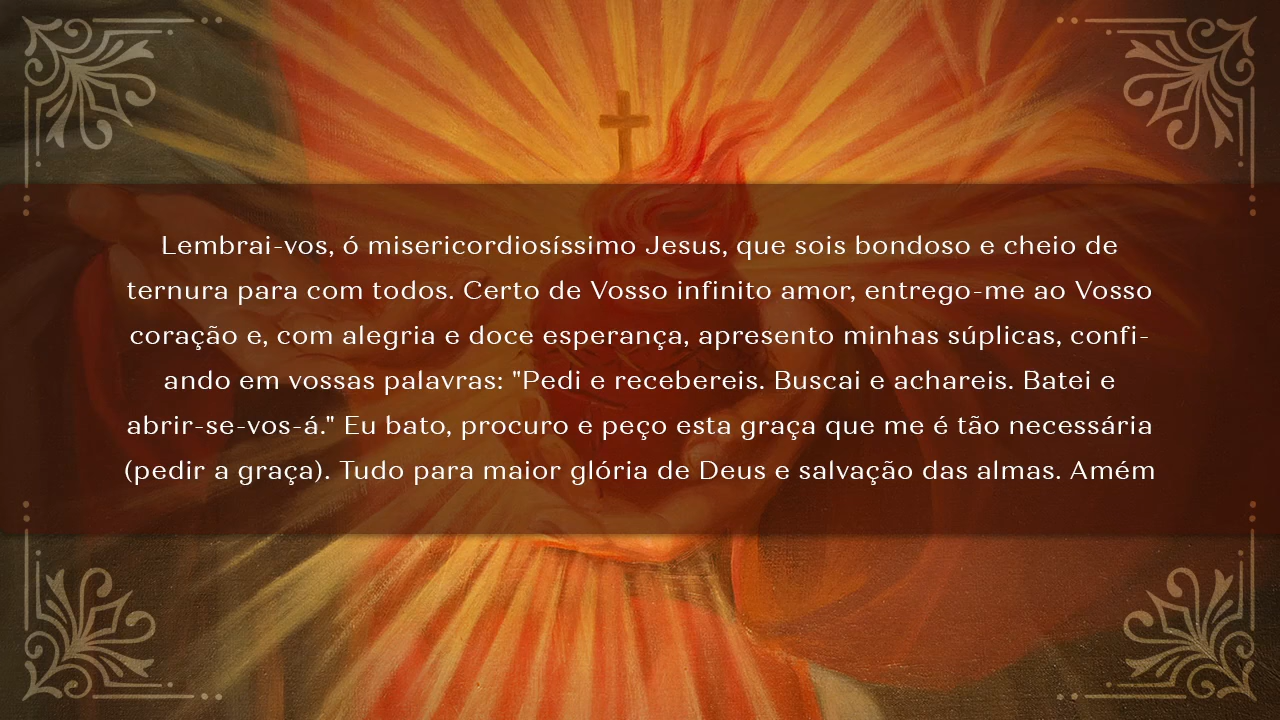 Lembrai-vos, ó misericordiosíssimo Jesus, que sois bondoso e cheio de
ternura para com todos. Certo de Vosso infinito amor, entrego-me ao Vosso
coração e, com alegria e doce esperança, apresento minhas súplicas, confi-
ando em vossas palavras: "Pedi e recebereis. Buscai e achareis. Batei e
abrir-se-vos-á." Eu bato, procuro e peço esta graça que me é tão necessária
(pedir a graça). Tudo para maior glória de Deus e salvação das almas. Amém